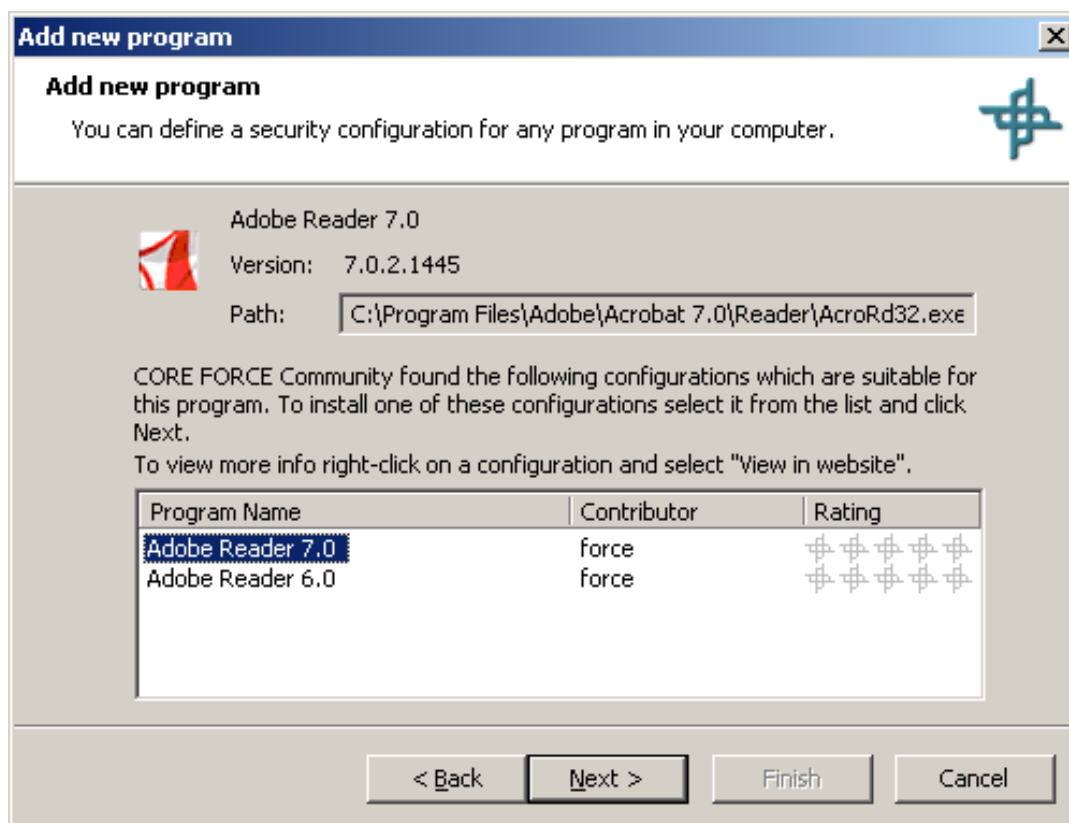 Add new program
Add new program
You can define a security configuration for any program in your computer.
Adobe Reader 7.0
Version: 7.0.2.1445
Path: C:\Program Files\Adobe\Acrobat 7.0\Reader\AcroRd32.exe
CORE FORCE Community found the following configurations which are suitable for
this program. To install one of these configurations select it from the list and click
Next.
To view more info right-click on a configuration and select "View in website".
Program Name Contributor Rating
Adobe Reader 7.0 force
Adobe Reader 6.0 force
< Back Next > Finish Cancel